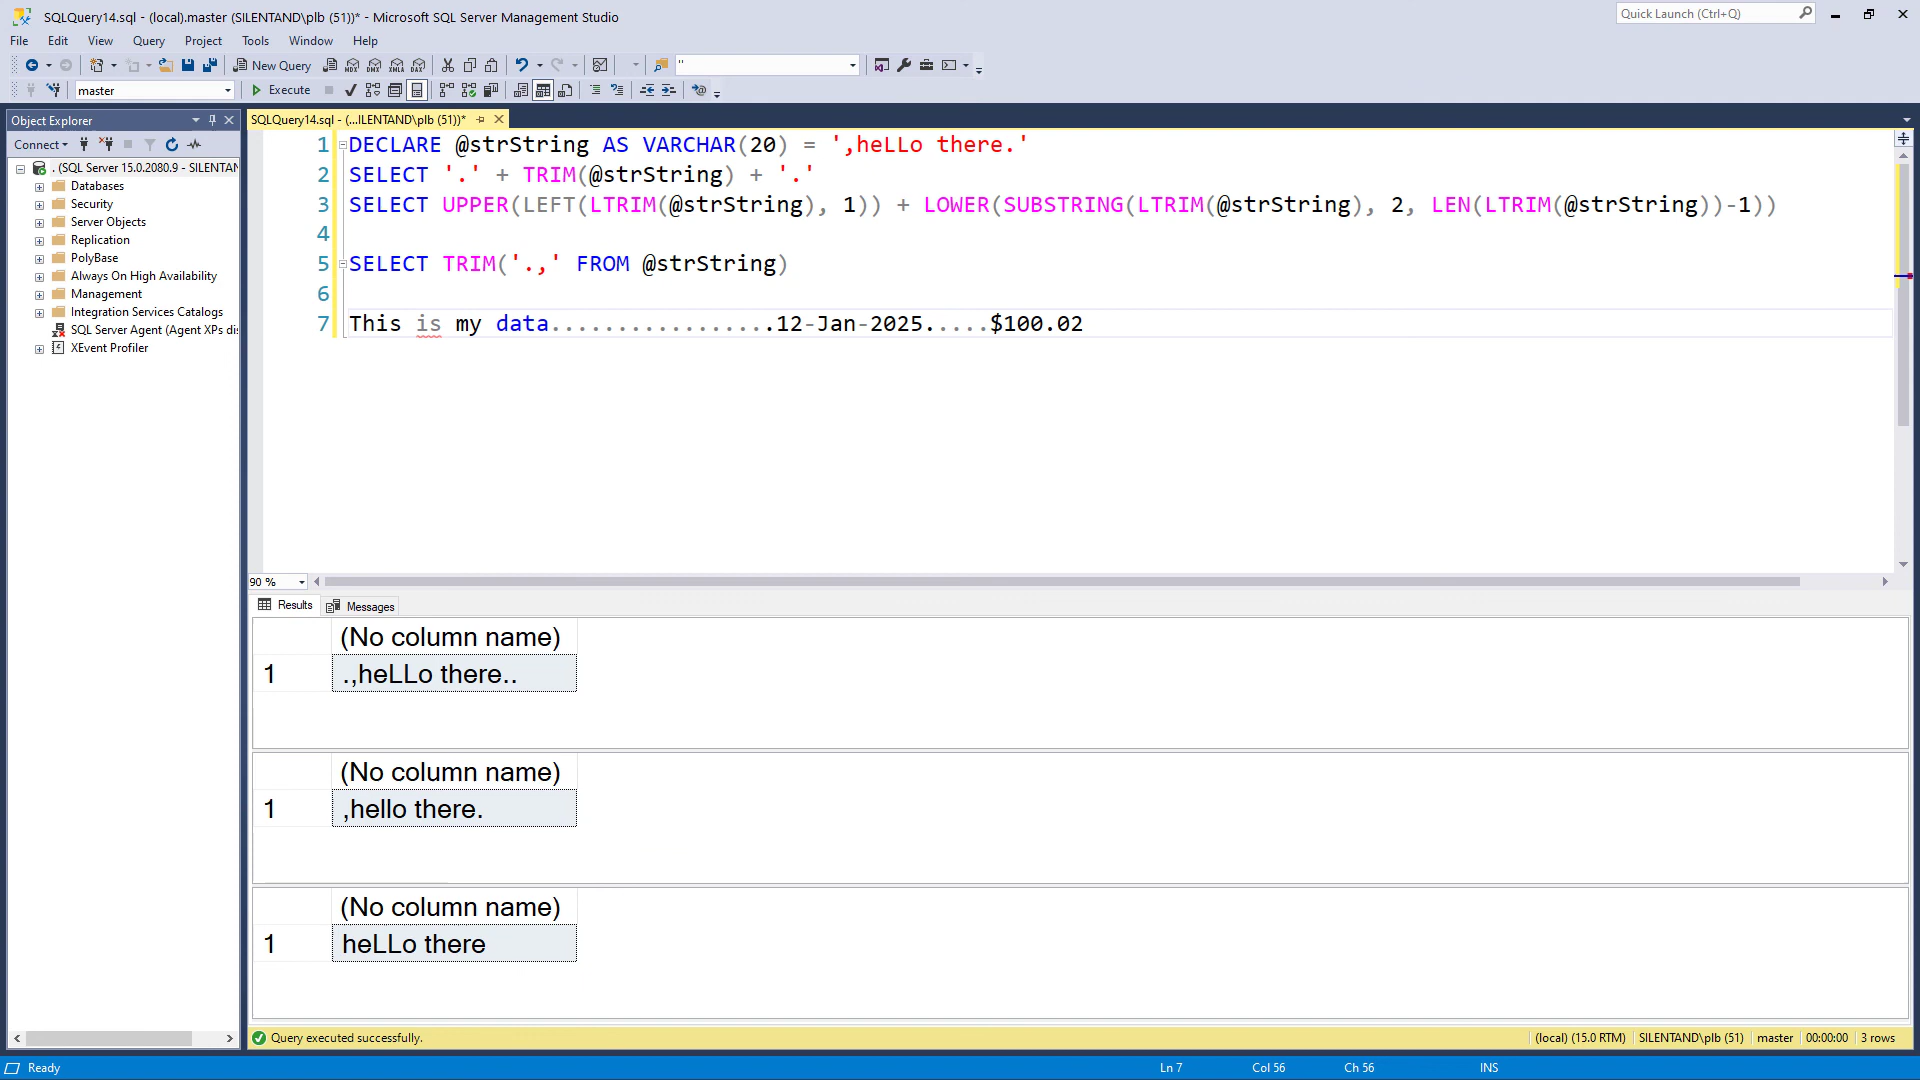 SQLQuery14.sql - (local).master (SILENTAND\plb (51))* - Microsoft SQL Server Management Studio
Quick Launch (Ctrl+Q)
File Edit View Query Project Tools Window Help
New Query MDX DMX XMLA DAX "
master Execute
Object Explorer
SQLQuery14.sql - (...ILENTAND\plb (51))*
Connect
. (SQL Server 15.0.2080.9 - SILENTAN
Databases
Security
Server Objects
Replication
PolyBase
Always On High Availability
Management
Integration Services Catalogs
SQL Server Agent (Agent XPs dis
XEvent Profiler
1 DECLARE @strString AS VARCHAR(20) = ',heLLo there.'
2 SELECT '.' + TRIM(@strString) + '.'
3 SELECT UPPER(LEFT(LTRIM(@strString), 1)) + LOWER(SUBSTRING(LTRIM(@strString), 2, LEN(LTRIM(@strString))-1))
4
5 SELECT TRIM('.,' FROM @strString)
6
7 This is my data.................12-Jan-2025.....$100.02
90 %
Results Messages
(No column name)
1 .,heLLo there..
(No column name)
1 ,hello there.
(No column name)
1 heLLo there
Query executed successfully. (local) (15.0 RTM) SILENTAND\plb (51) master 00:00:00 3 rows
Ready Ln 7 Col 56 Ch 56 INS